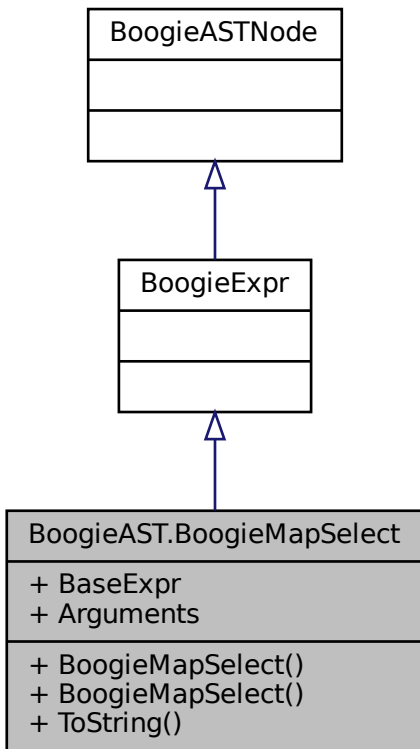 BoogieASTNode
BoogieExpr
BoogieAST.BoogieMapSelect
+ BaseExpr
+ Arguments
+ BoogieMapSelect()
+ BoogieMapSelect()
+ ToString()